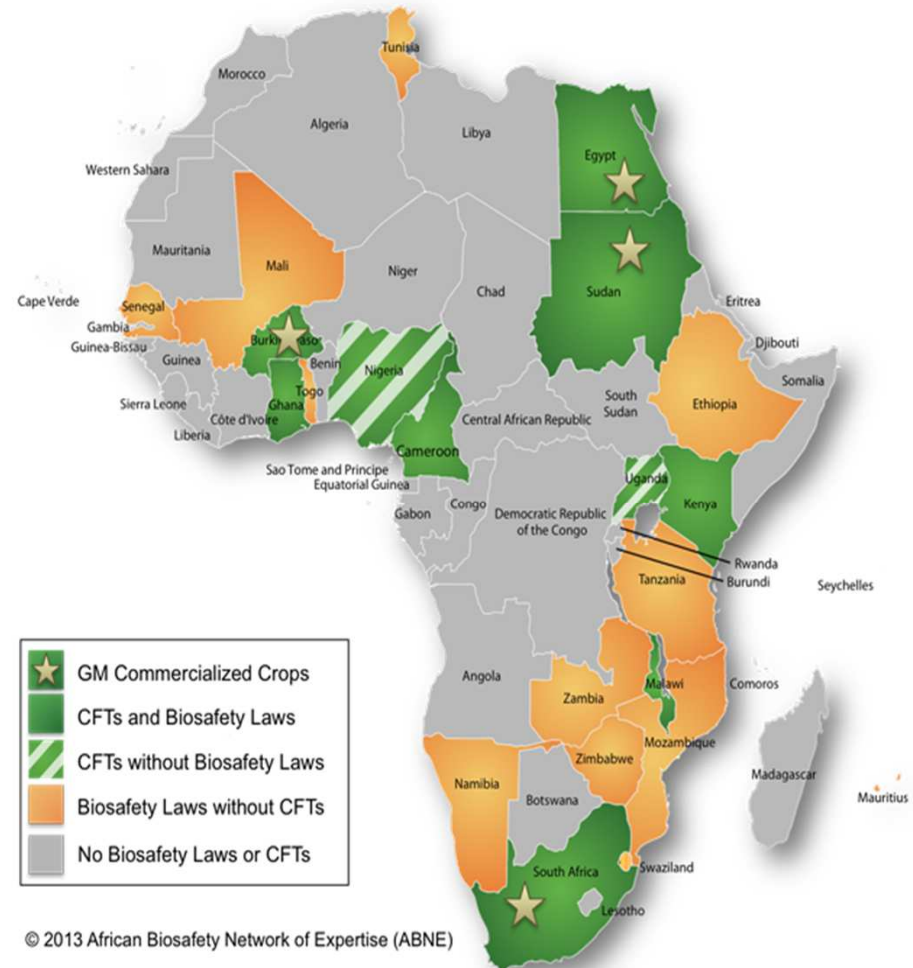 Tunisia
Morocco
Algeria
Libya
Egypt
Western Sahara
Mauritania
Mali
Niger
Chad
Sudan
Cape Verde
Senegal
Eritrea
Gambia
Djibouti
Guinea-Bissau
Guinea
Benin
Nigeria
Somalia
Togo
South
Sudan
Ethiopia
Sierra Leone
Ghana
Côte d'Ivoire
Central African Republic
Liberia
Cameroon
Sao Tome and Principe
Equatorial Guinea
Uganda
Kenya
Gabon
Congo
Democratic Republic
of the Congo
Rwanda
Tanzania
Burundi
Seychelles
Angola
Malawi
Comoros
Zambia
Mozambique
Zimbabwe
Namibia
Botswana
Madagascar
Mauritius
Swaziland
South Africa
Lesotho
GM Commercialized Crops
CFTs and Biosafety Laws
CFTs without Biosafety Laws
Biosafety Laws without CFTs
No Biosafety Laws or CFTs
© 2013 African Biosafety Network of Expertise (ABNE)